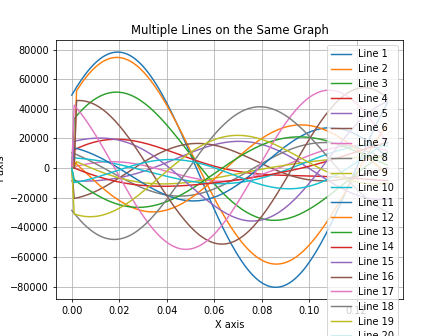 Multiple Lines on the Same Graph
80000
60000
40000
20000
0
−20000
−40000
−60000
−80000
0.00
0.02
0.04
0.06
0.08
0.10
X axis
Line 1
Line 2
Line 3
Line 4
Line 5
Line 6
Line 7
Line 8
Line 9
Line 10
Line 11
Line 12
Line 13
Line 14
Line 15
Line 16
Line 17
Line 18
Line 19
Line 20